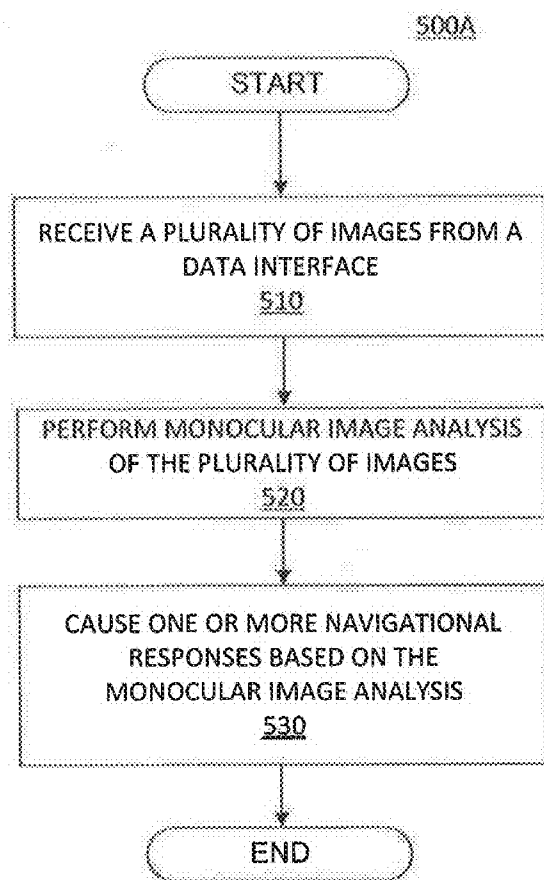 500A
START
RECEIVE A PLURALITY OF IMAGES FROM A
DATA INTERFACE
510
PERFORM MONOCULAR IMAGE ANALYSIS
OF THE PLURALITY OF IMAGES
520
CAUSE ONE OR MORE NAVIGATIONAL
RESPONSES BASED ON THE
MONOCULAR IMAGE ANALYSIS
530
END